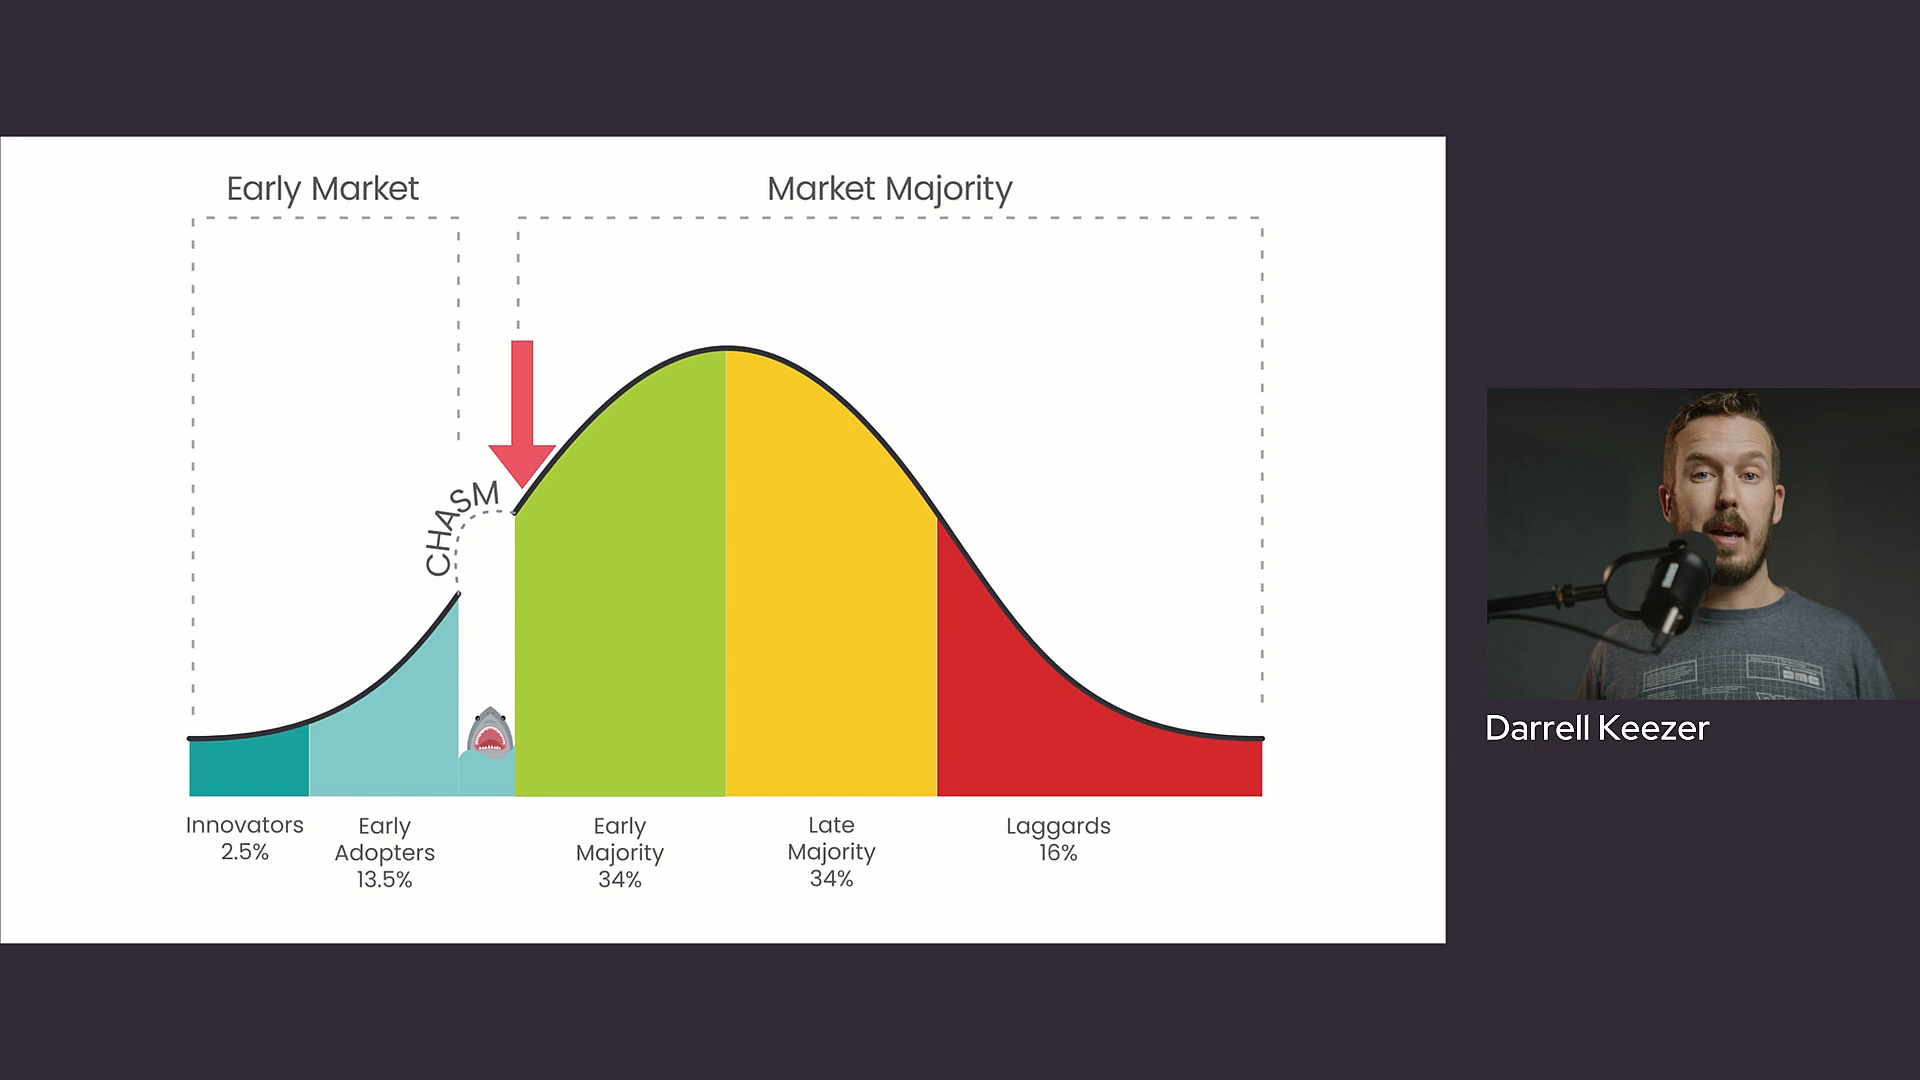 Early Market
Market Majority
CHASM
Innovators
2.5%
Early
Adopters
13.5%
Early
Majority
34%
Late
Majority
34%
Laggards
16%
Darrell Keezer